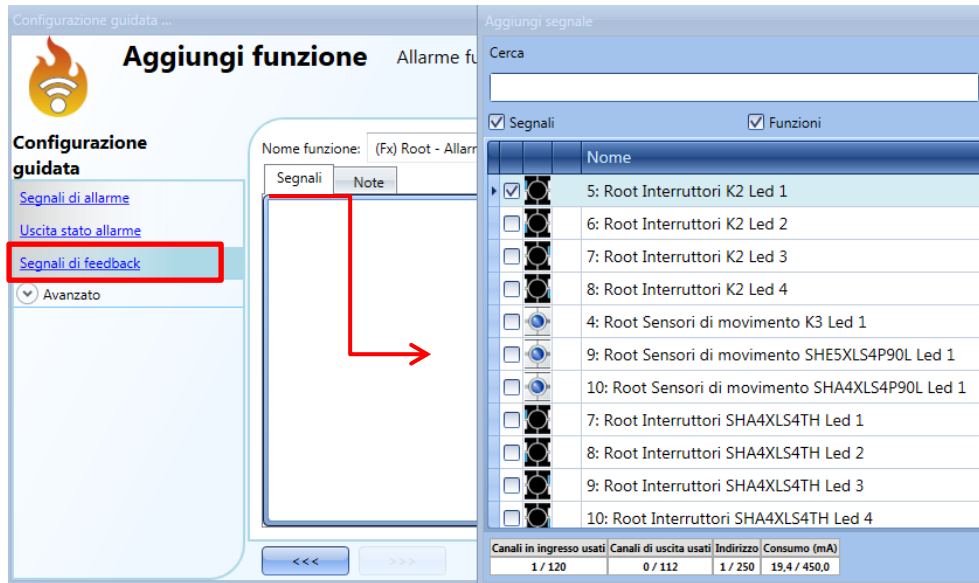 Configurazione guidata ...
Aggiungi funzione Allarme fu
Configurazione
guidata
Segnali di allarme
Uscita stato allarme
Segnali di feedback
Avanzato
Nome funzione: (Fx) Root - Allarr
Segnali Note
<<< >>>
Aggiungi segnale
Cerca
Segnali Funzioni
Nome
5: Root Interruttori K2 Led 1
6: Root Interruttori K2 Led 2
7: Root Interruttori K2 Led 3
8: Root Interruttori K2 Led 4
4: Root Sensori di movimento K3 Led 1
9: Root Sensori di movimento SHE5XLS4P90L Led 1
10: Root Sensori di movimento SHA4XLS4P90L Led 1
7: Root Interruttori SHA4XLS4TH Led 1
8: Root Interruttori SHA4XLS4TH Led 2
9: Root Interruttori SHA4XLS4TH Led 3
10: Root Interruttori SHA4XLS4TH Led 4
Canali in ingresso usati Canali di uscita usati Indirizzo Consumo (mA)
1 / 120 0 / 112 1 / 250 19,4 / 450,0